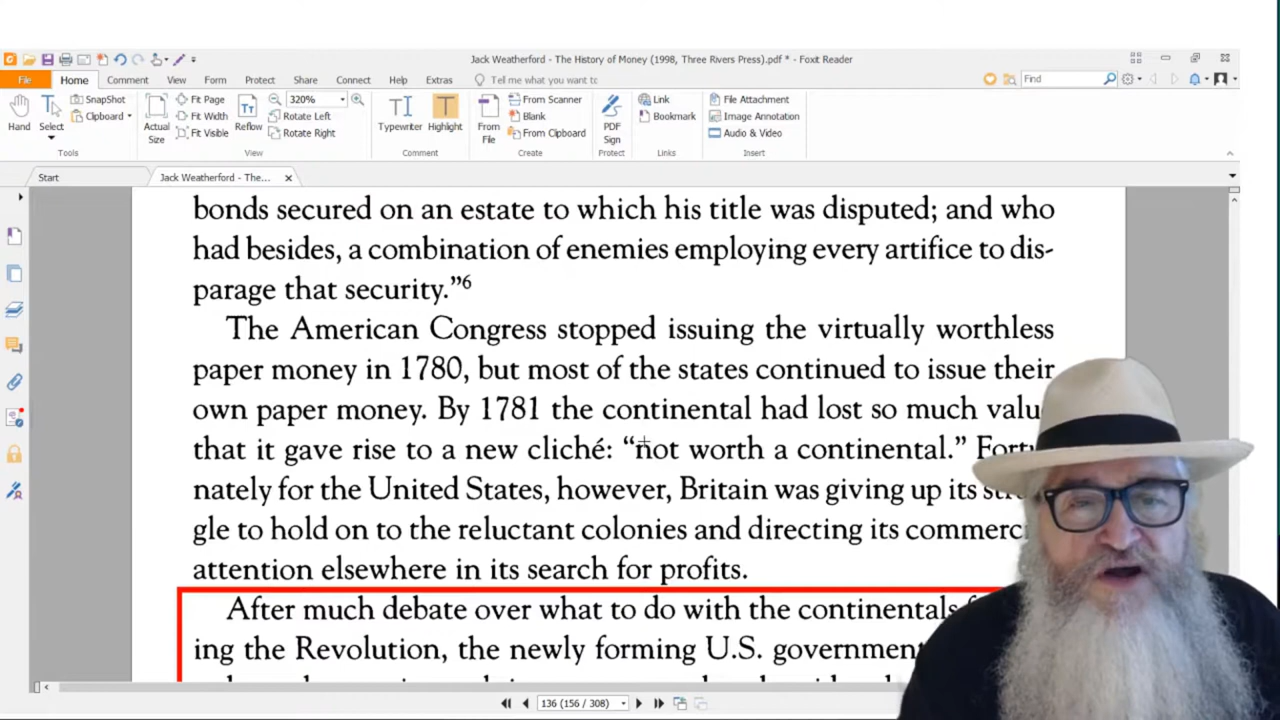 Jack Weatherford - The History of Money (1998, Three Rivers Press).pdf * - Foxit Reader
File Home Comment View Form Protect Share Connect Help Extras Tell me what you want to Find
Hand Select Tools
SnapShot
Clipboard
Actual Size
Fit Page
Fit Width
Fit Visible
Reflow
320%
Rotate Left
Rotate Right
View
Typewriter Highlight
Comment
From File
From Scanner
Blank
From Clipboard
Create
PDF Sign
Protect
Link
Bookmark
Links
File Attachment
Image Annotation
Audio & Video
Insert
Start Jack Weatherford - The...
bonds secured on an estate to which his title was disputed; and who
had besides, a combination of enemies employing every artifice to dis-
parage that security.”6
The American Congress stopped issuing the virtually worthless
paper money in 1780, but most of the states continued to issue their
own paper money. By 1781 the continental had lost so much
that it gave rise to a new cliché: “not worth a continental.”
nately for the United States, however, Britain was giving up its
gle to hold on to the reluctant colonies and directing its
attention elsewhere in its search for profits.
After much debate over what to do with the continentals
ing the Revolution, the newly forming U.S.
136 (156 / 308)